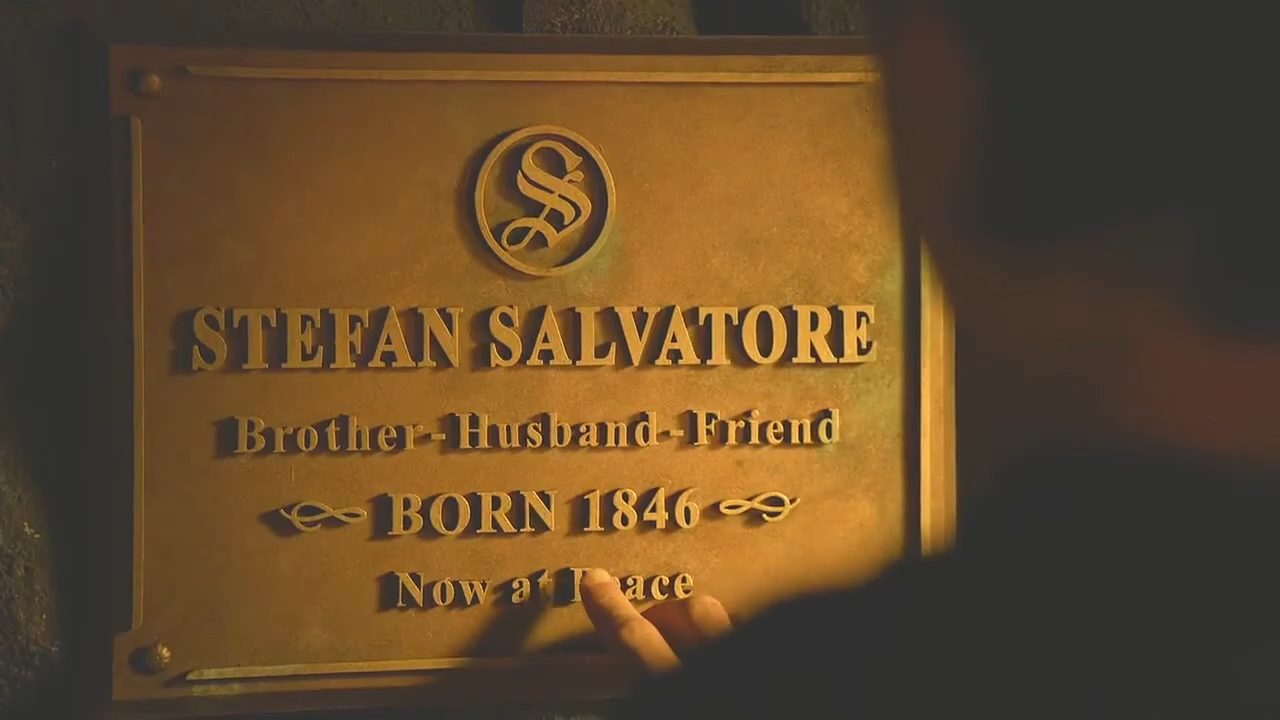 S
STEFAN SALVATORE
Brother-Husband-Friend
BORN 1846
Now at Peace